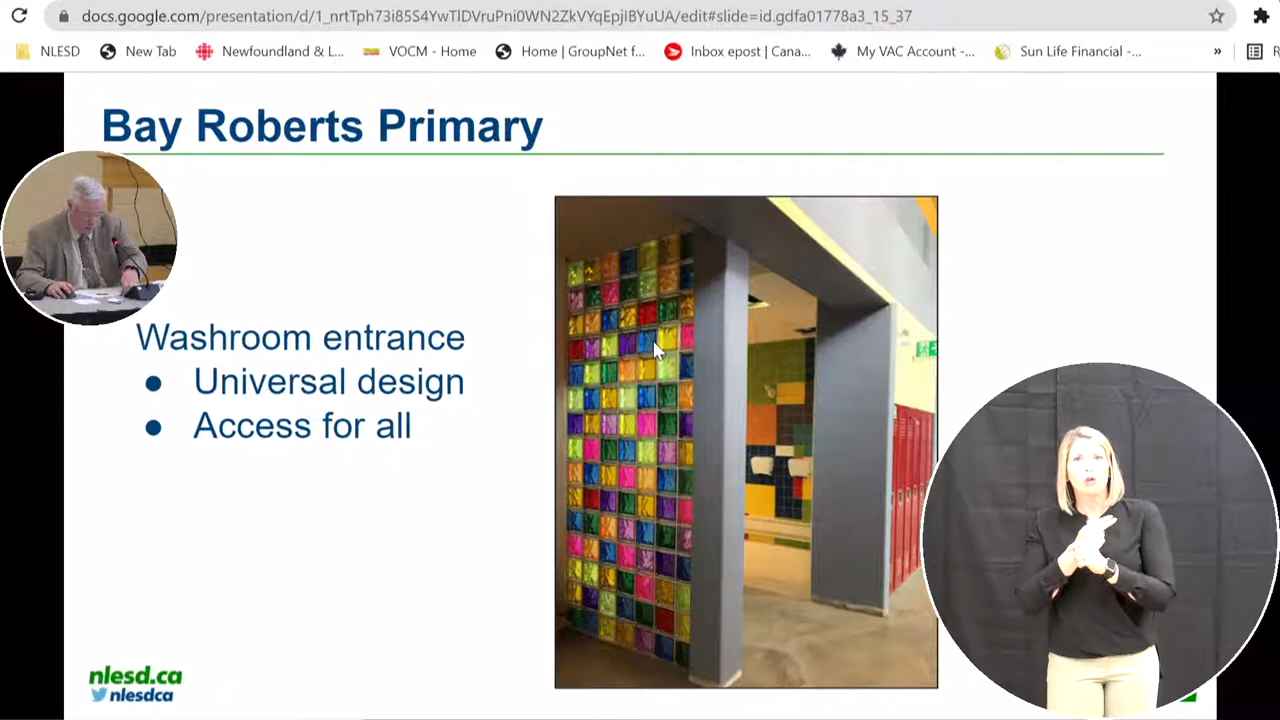 docs.google.com/presentation/d/1_nrtTph73i85S4YwTlDVruPni0WN2ZkVYqEpjIBYuUA/edit#slide=id.gdfa01778a3_15_37
NLESD New Tab Newfoundland & L... VOCM - Home Home | GroupNet f... Inbox epost | Cana... My VAC Account -... Sun Life Financial -... » R
Bay Roberts Primary
Washroom entrance
● Universal design
● Access for all
nlesd.ca
nlesdca